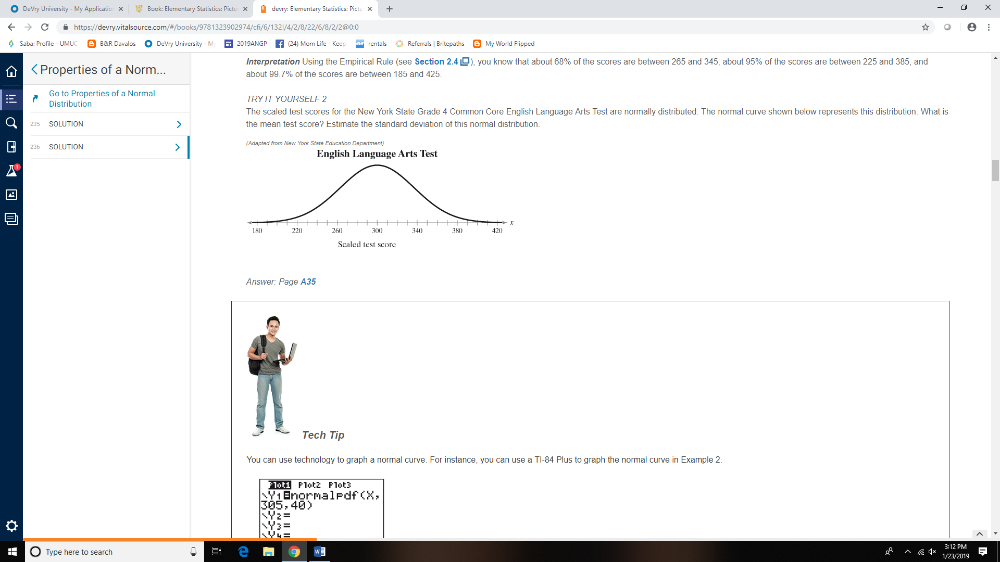 DeVry University - My Application
Book: Elementary Statistics: Pictu
devry: Elementary Statistics: Pictu
https://devry.vitalsource.com/#/books/9781323902974/cfi/6/132!/4/2/8/22/6/8/2/2@0:0
Saba: Profile - UMUC
B&R Davalos
DeVry University - My
2019ANGP
(24) Mom Life - Keep
rentals
Referrals | Britepaths
My World Flipped
Properties of a Norm...
Go to Properties of a Normal
Distribution
235 SOLUTION
236 SOLUTION
1
Interpretation Using the Empirical Rule (see Section 2.4 ), you know that about 68% of the scores are between 265 and 345, about 95% of the scores are between 225 and 385, and
about 99.7% of the scores are between 185 and 425.
TRY IT YOURSELF 2
The scaled test scores for the New York State Grade 4 Common Core English Language Arts Test are normally distributed. The normal curve shown below represents this distribution. What is
the mean test score? Estimate the standard deviation of this normal distribution.
(Adapted from New York State Education Department)
English Language Arts Test
x
180 220 260 300 340 380 420
Scaled test score
Answer: Page A35
Tech Tip
You can use technology to graph a normal curve. For instance, you can use a TI-84 Plus to graph the normal curve in Example 2.
Plot1 Plot2 Plot3
\Y1=normalpdf(X,
305,40)
\Y2=
\Y3=
\Y4=
Type here to search
3:12 PM
1/23/2019